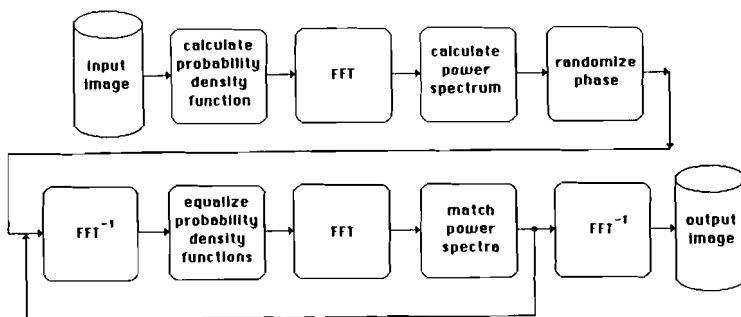 input
image
calculate
probability
density
function
FFT
calculate
power
spectrum
randomize
phase
FFT⁻¹
equalize
probability
density
functions
FFT
match
power
spectra
FFT⁻¹
output
image